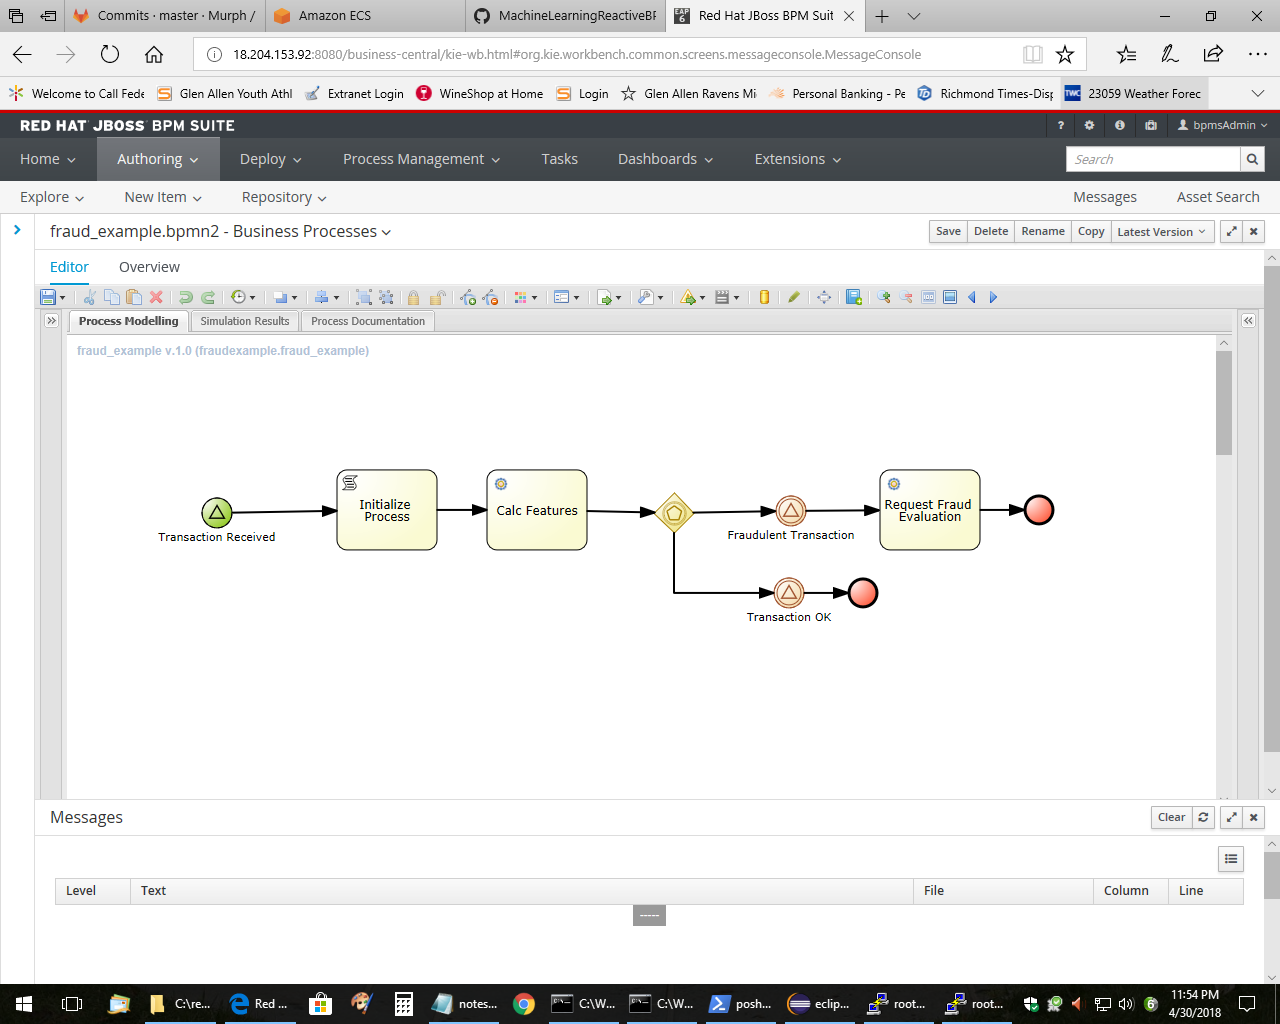 Commits · master · Murph /
Amazon ECS
MachineLearningReactiveBF
EAP 6
Red Hat JBoss BPM Suit
18.204.153.92:8080/business-central/kie-wb.html#org.kie.workbench.common.screens.messageconsole.MessageConsole
Welcome to Call Fede
Glen Allen Youth Athl
Extranet Login
WineShop at Home
Login
Glen Allen Ravens Mi
Personal Banking - Pe
Richmond Times-Disp
TWC
23059 Weather Forec
RED HAT JBOSS BPM SUITE
bpmsAdmin
Home
Authoring
Deploy
Process Management
Tasks
Dashboards
Extensions
Search
Explore
New Item
Repository
Messages
Asset Search
fraud_example.bpmn2 - Business Processes
Save
Delete
Rename
Copy
Latest Version
Editor
Overview
Process Modelling
Simulation Results
Process Documentation
fraud_example v.1.0 (fraudexample.fraud_example)
Transaction Received
Initialize
Process
Calc Features
Fraudulent Transaction
Request Fraud
Evaluation
Transaction OK
Messages
Clear
Level
Text
File
Column
Line
-----
C:\re...
Red ...
notes...
C:\W...
C:\W...
posh...
eclip...
root...
root...
11:54 PM
4/30/2018